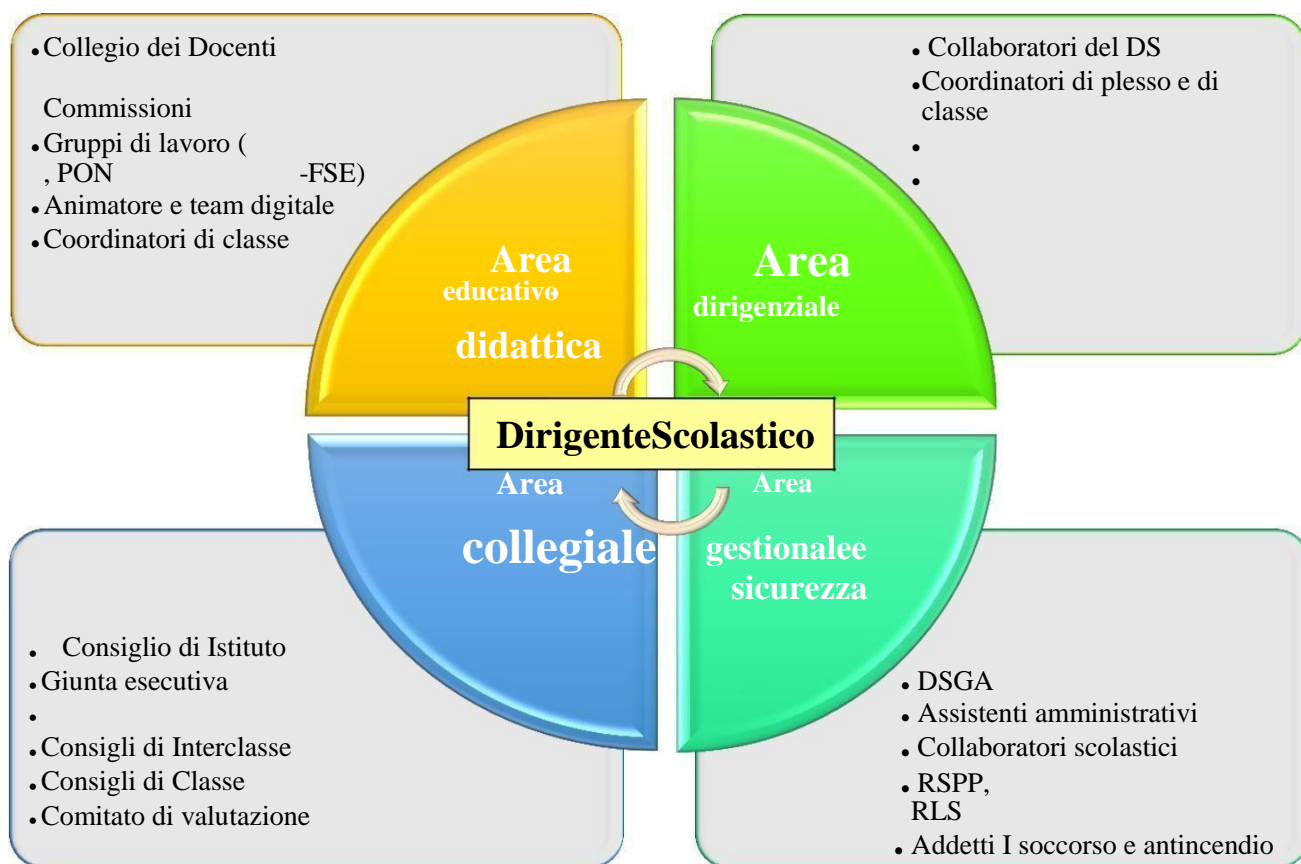 • Collegio dei Docenti
Commissioni
• Gruppi di lavoro (
, PON -FSE)
• Animatore e team digitale
• Coordinatori di classe
• Collaboratori del DS
• Coordinatori di plesso e di
classe
•
•
Area
educativo-
didattica
Area
dirigenziale
DirigenteScolastico
Area
collegiale
Area
gestionalee
sicurezza
• Consiglio di Istituto
• Giunta esecutiva
•
• Consigli di Interclasse
• Consigli di Classe
• Comitato di valutazione
• DSGA
• Assistenti amministrativi
• Collaboratori scolastici
• RSPP,
RLS
• Addetti I soccorso e antincendio